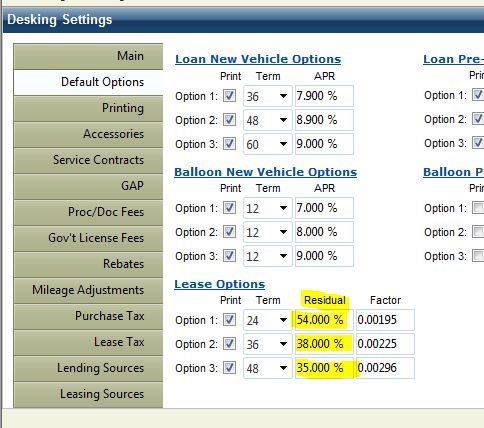 Desking Settings
Main
Default Options
Printing
Accessories
Service Contracts
GAP
Proc/Doc Fees
Gov't License Fees
Rebates
Mileage Adjustments
Purchase Tax
Lease Tax
Lending Sources
Leasing Sources
Loan New Vehicle Options
Print Term APR
Option 1: 36 7.900 %
Option 2: 48 8.900 %
Option 3: 60 9.000 %
Balloon New Vehicle Options
Print Term APR
Option 1: 12 7.000 %
Option 2: 12 8.000 %
Option 3: 12 9.000 %
Lease Options
Print Term Residual Factor
Option 1: 24 54.000 % 0.00195
Option 2: 36 38.000 % 0.00225
Option 3: 48 35.000 % 0.00296
Loan Pre-
Prin
Option 1:
Option 2:
Option 3:
Balloon P
Prin
Option 1:
Option 2:
Option 3: